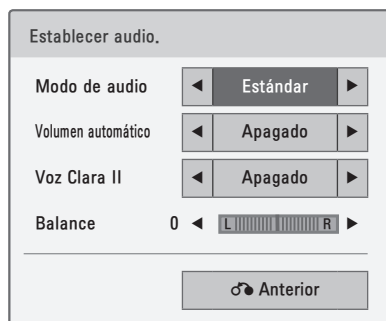 Establecer audio.
Modo de audio ◄ Estándar ►
Volumen automático ◄ Apagado ►
Voz Clara II ◄ Apagado ►
Balance 0 ◄ L R ►
Anterior